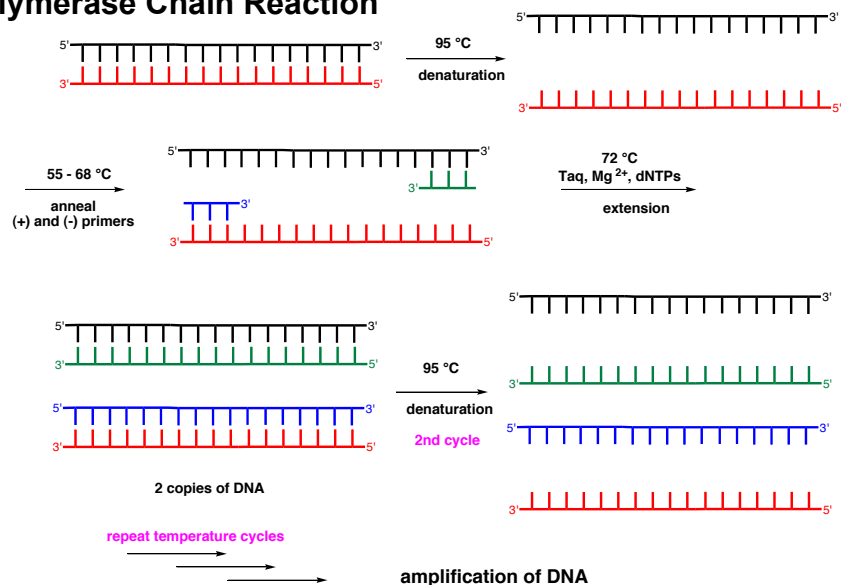 Chain Reaction
5' 3'
3' 5'
95 °C
denaturation
5' 3'
3' 5'
55 - 68 °C
anneal
(+) and (-) primers
5' 3'
3'
3'
3' 5'
72 °C
Taq, Mg 2+, dNTPs
extension
5' 3'
3' 5'
5' 3'
3' 5'
2 copies of DNA
95 °C
denaturation
2nd cycle
5' 3'
3' 5'
5' 3'
3' 5'
repeat temperature cycles
amplification of DNA